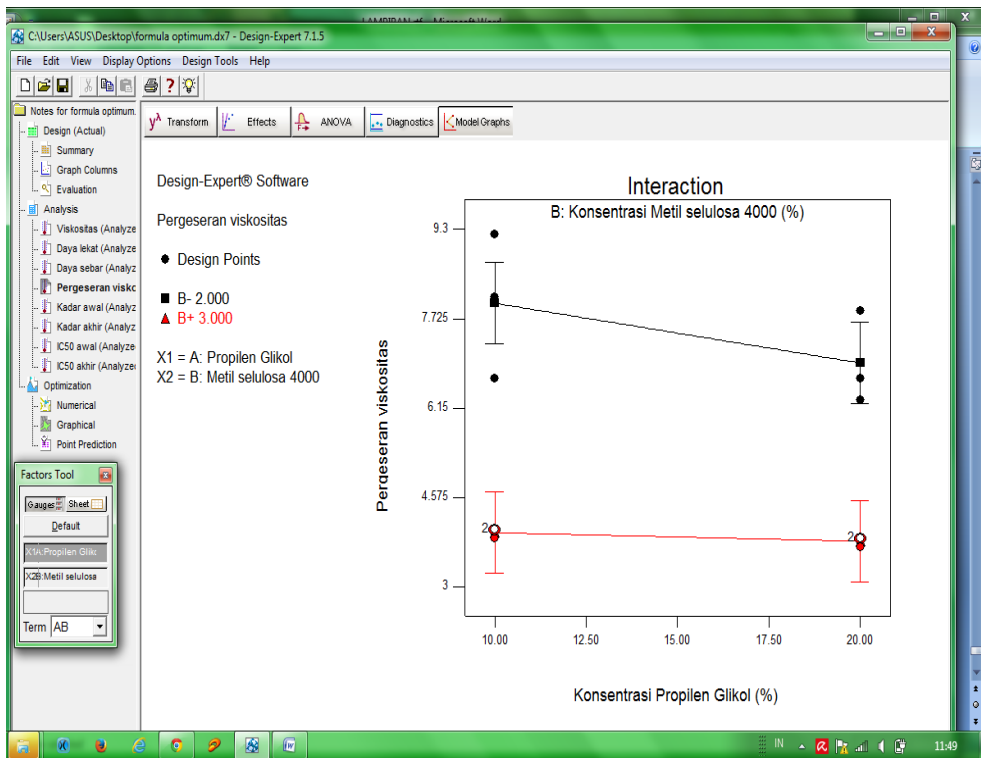 C:\Users\ASUS\Desktop\formula optimum.dx7 - Design-Expert 7.1.5
File Edit View Display Options Design Tools Help
Notes for formula optimum.
Design (Actual)
Summary
Graph Columns
Evaluation
Analysis
Viskositas (Analyze
Daya lekat (Analyze
Daya sebar (Analyz
Pergeseran viskc
Kadar awal (Analyz
Kadar akhir (Analyz
IC50 awal (Analyze
IC50 akhir (Analyze
Optimization
Numerical
Graphical
Point Prediction
yλ Transform Effects ANOVA Diagnostics Model Graphs
Design-Expert® Software
Pergeseran viskositas
Design Points
B- 2.000
B+ 3.000
X1 = A: Propilen Glikol
X2 = B: Metil selulosa 4000
Interaction
B: Konsentrasi Metil selulosa 4000 (%)
9.3
7.725
6.15
4.575
3
Pergeseran viskositas
2
2
10.00 12.50 15.00 17.50 20.00
Konsentrasi Propilen Glikol (%)
Factors Tool
Gauges Sheet
Default
X1A:Propilen Gliko
X2B:Metil selulosa
Term AB
IN 11:49